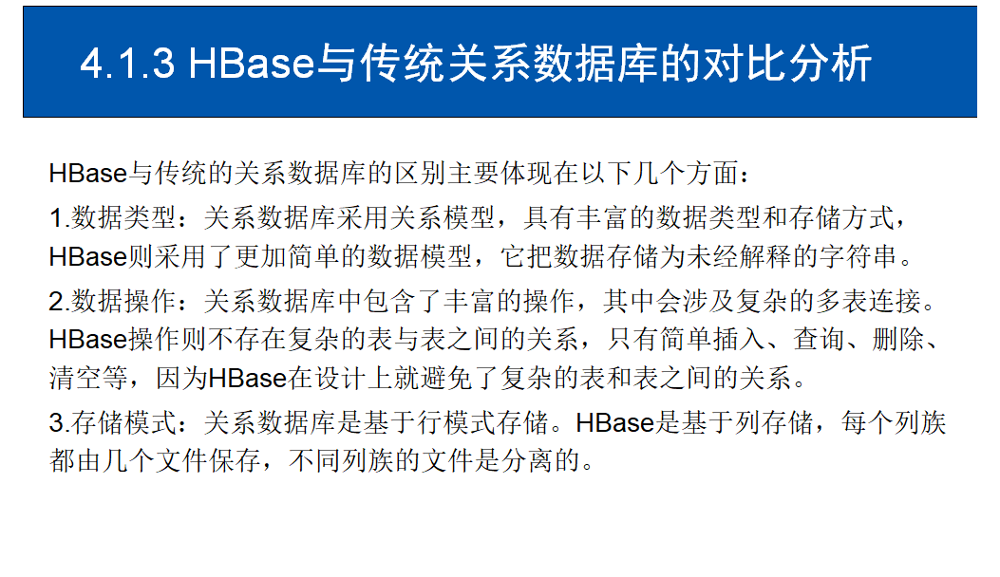 4.1.3 HBase与传统关系数据库的对比分析
HBase与传统的关系数据库的区别主要体现在以下几个方面：
1.数据类型：关系数据库采用关系模型，具有丰富的数据类型和存储方式，
HBase则采用了更加简单的数据模型，它把数据存储为未经解释的字符串。
2.数据操作：关系数据库中包含了丰富的操作，其中会涉及复杂的多表连接。
HBase操作则不存在复杂的表与表之间的关系，只有简单插入、查询、删除、
清空等，因为HBase在设计上就避免了复杂的表和表之间的关系。
3.存储模式：关系数据库是基于行模式存储。HBase是基于列存储，每个列族
都由几个文件保存，不同列族的文件是分离的。